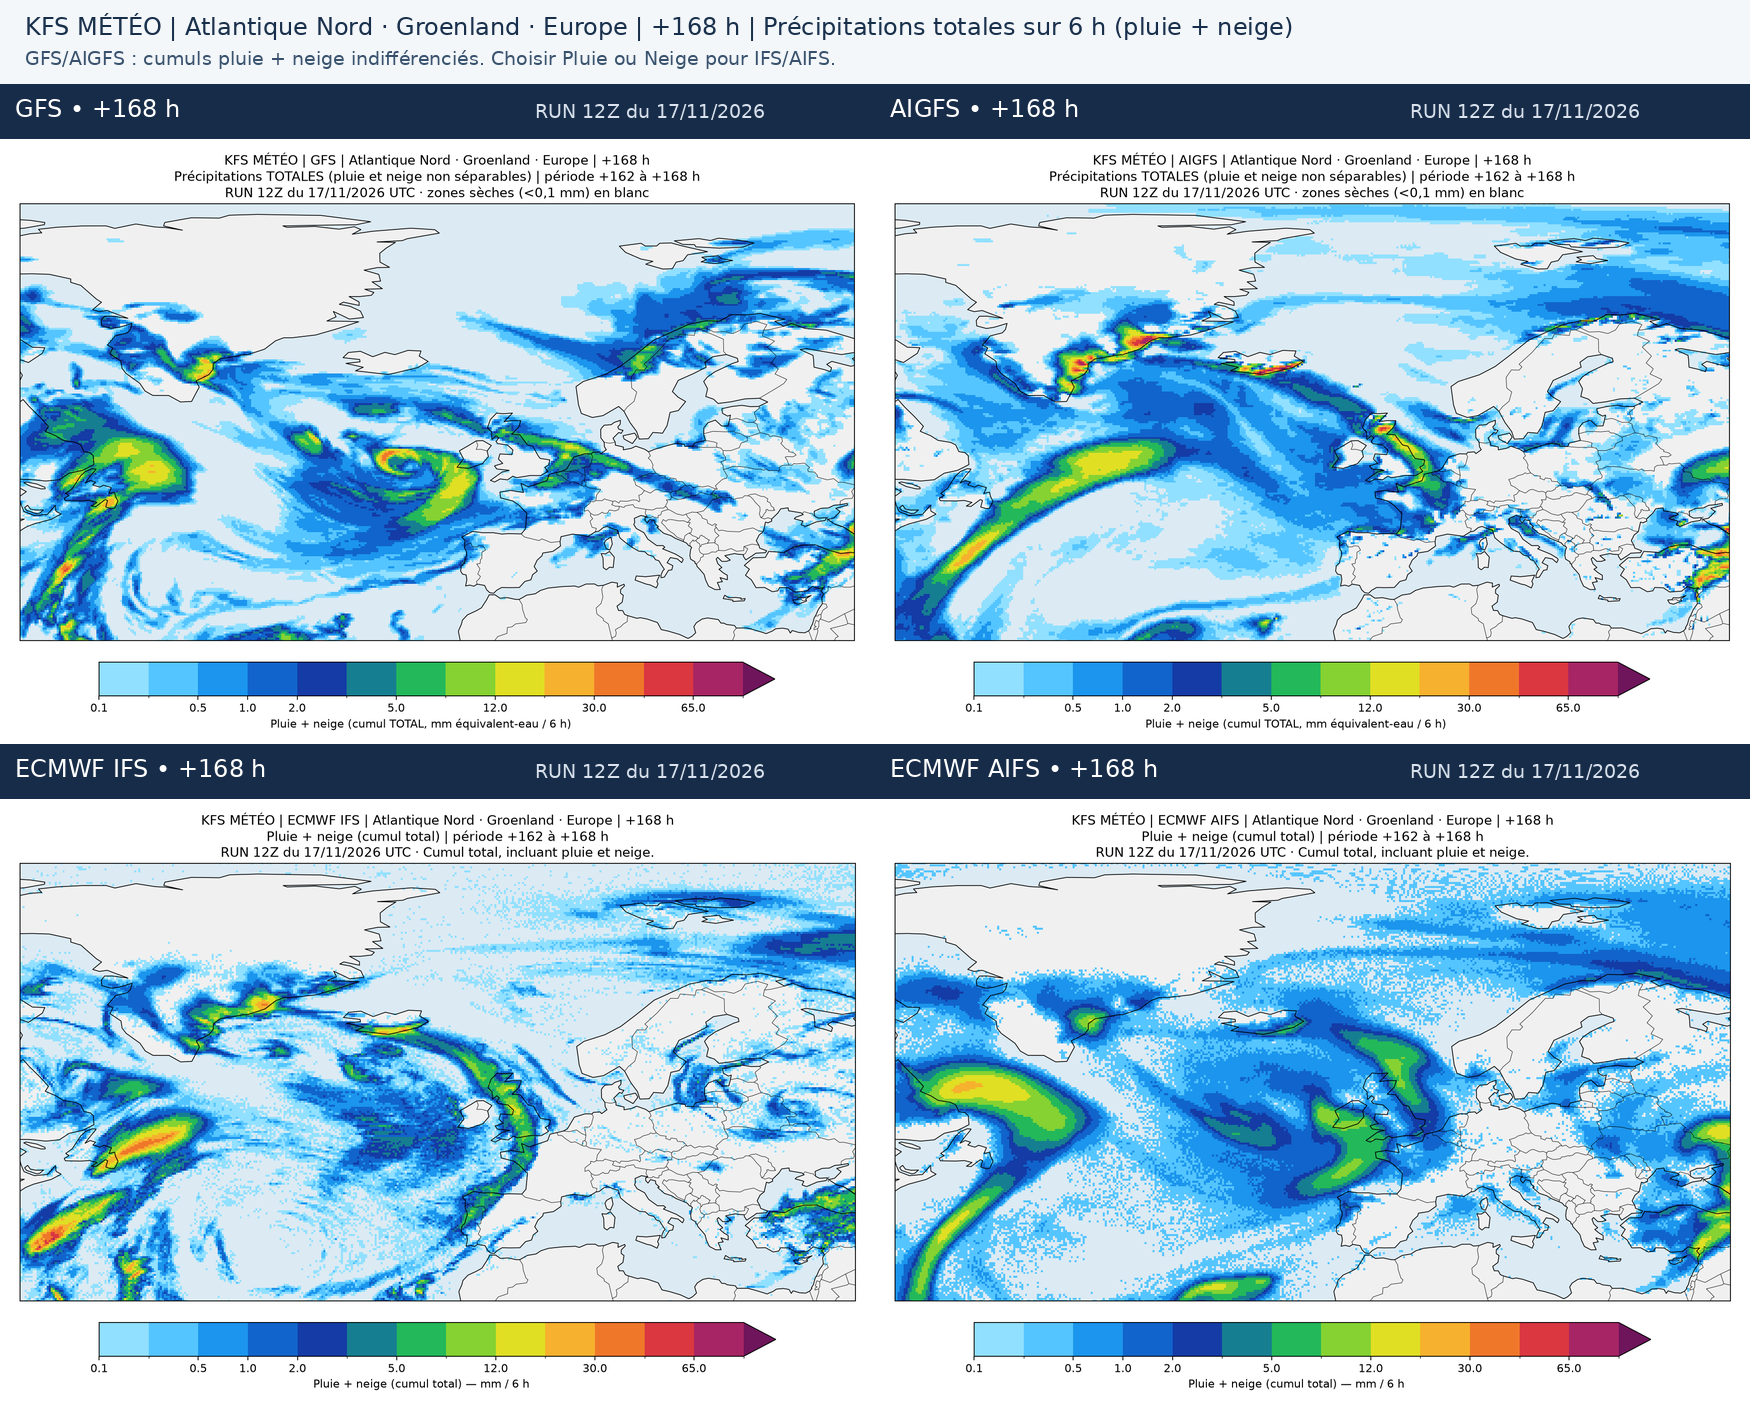 KFS MÉTÉO | Atlantique Nord · Groenland · Europe | +168 h | Précipitations totales sur 6 h (pluie + neige)
GFS/AIGFS : cumuls pluie + neige indifférenciés. Choisir Pluie ou Neige pour IFS/AIFS.
GFS • +168 h
RUN 12Z du 17/11/2026
KFS MÉTÉO | GFS | Atlantique Nord · Groenland · Europe | +168 h
Précipitations TOTALES (pluie et neige non séparables) | période +162 à +168 h
RUN 12Z du 17/11/2026 UTC · zones sèches (<0,1 mm) en blanc
0.1 0.5 1.0 2.0 5.0 12.0 30.0 65.0
Pluie + neige (cumul TOTAL, mm équivalent-eau / 6 h)
AIGFS • +168 h
RUN 12Z du 17/11/2026
KFS MÉTÉO | AIGFS | Atlantique Nord · Groenland · Europe | +168 h
Précipitations TOTALES (pluie et neige non séparables) | période +162 à +168 h
RUN 12Z du 17/11/2026 UTC · zones sèches (<0,1 mm) en blanc
0.1 0.5 1.0 2.0 5.0 12.0 30.0 65.0
Pluie + neige (cumul TOTAL, mm équivalent-eau / 6 h)
ECMWF IFS • +168 h
RUN 12Z du 17/11/2026
KFS MÉTÉO | ECMWF IFS | Atlantique Nord · Groenland · Europe | +168 h
Pluie + neige (cumul total) | période +162 à +168 h
RUN 12Z du 17/11/2026 UTC · Cumul total, incluant pluie et neige.
0.1 0.5 1.0 2.0 5.0 12.0 30.0 65.0
Pluie + neige (cumul total) — mm / 6 h
ECMWF AIFS • +168 h
RUN 12Z du 17/11/2026
KFS MÉTÉO | ECMWF AIFS | Atlantique Nord · Groenland · Europe | +168 h
Pluie + neige (cumul total) | période +162 à +168 h
RUN 12Z du 17/11/2026 UTC · Cumul total, incluant pluie et neige.
0.1 0.5 1.0 2.0 5.0 12.0 30.0 65.0
Pluie + neige (cumul total) — mm / 6 h